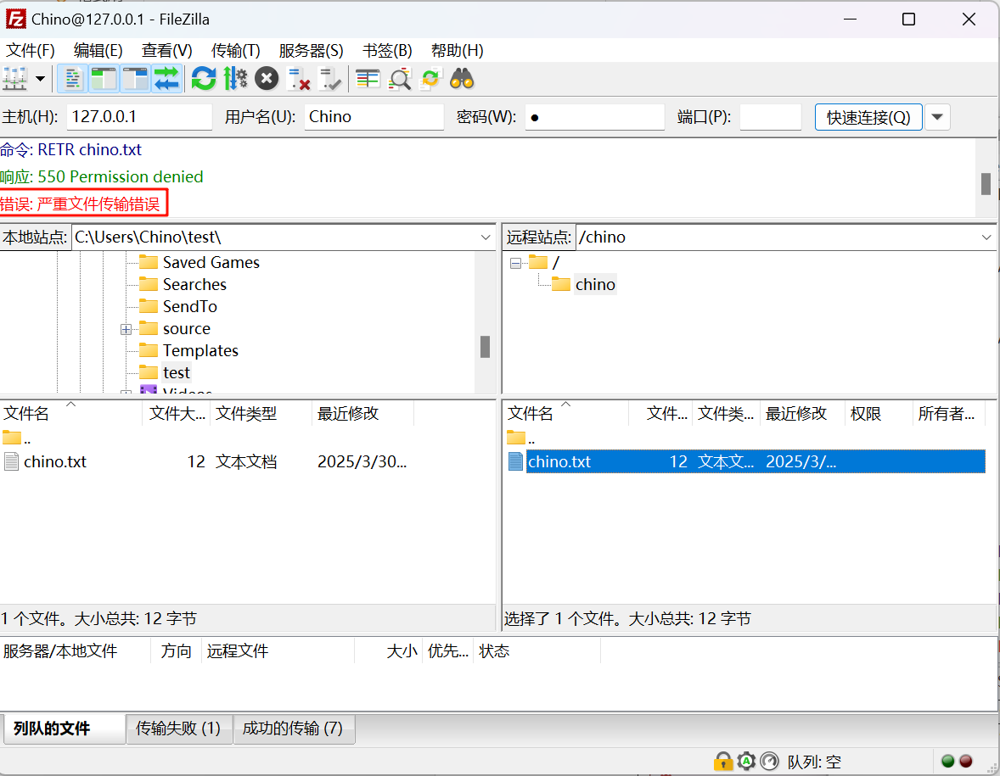 Chino@127.0.0.1 - FileZilla
文件(F) 编辑(E) 查看(V) 传输(T) 服务器(S) 书签(B) 帮助(H)
主机(H): 127.0.0.1 用户名(U): Chino 密码(W): ● 端口(P): 快速连接(Q)
命令: RETR chino.txt
响应: 550 Permission denied
错误: 严重文件传输错误
本地站点: C:\Users\Chino\test\
Saved Games
Searches
SendTo
source
Templates
test
Videos
远程站点: /chino
/
chino
文件名 文件大... 文件类型 最近修改
..
chino.txt 12 文本文档 2025/3/30...
1 个文件。大小总共: 12 字节
文件名 文件... 文件类... 最近修改 权限 所有者...
..
chino.txt 12 文本文... 2025/3/...
选择了 1 个文件。大小总共: 12 字节
服务器/本地文件 方向 远程文件 大小 优先... 状态
列队的文件 传输失败 (1) 成功的传输 (7)
队列: 空